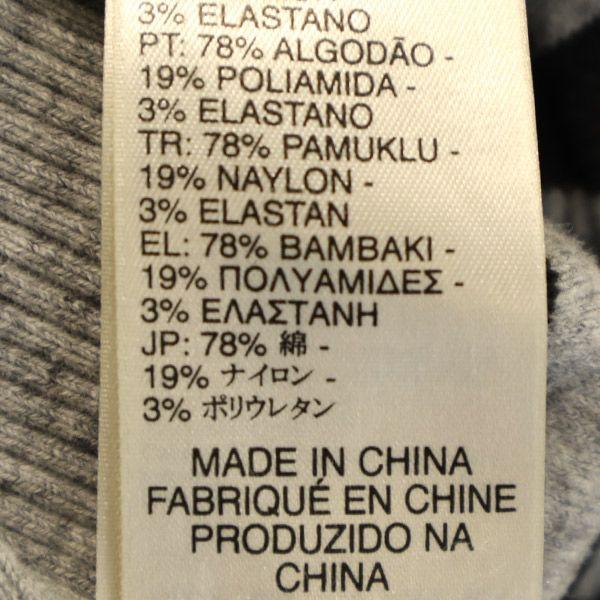 3% ELASTANO
PT: 78% ALGODÃO -
19% POLIAMIDA -
3% ELASTANO
TR: 78% PAMUKLU -
19% NAYLON -
3% ELASTAN
EL: 78% BAMBAKI -
19% ΠΟΛΥΑΜΙΔΕΣ -
3% ΕΛΑΣΤΑΝΗ
JP: 78% 綿 -
19% ナイロン -
3% ポリウレタン
MADE IN CHINA
FABRIQUÉ EN CHINE
PRODUZIDO NA
CHINA